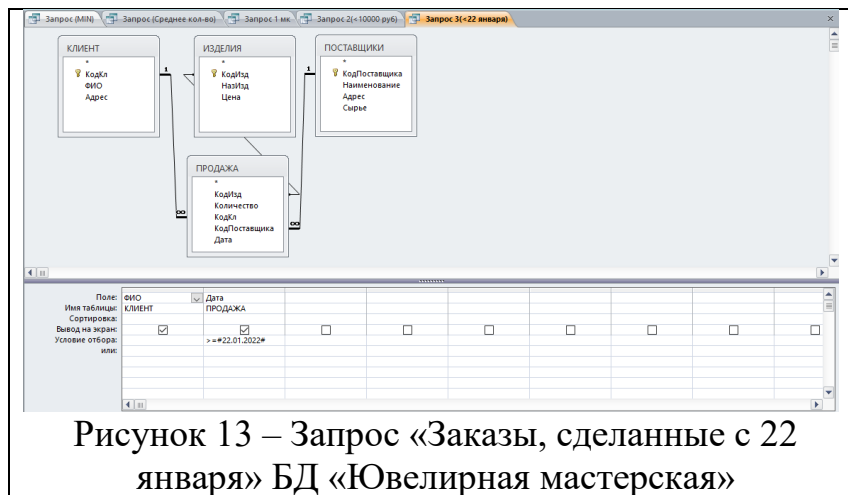 Запрос (MIN) Запрос (Среднее кол-во) Запрос 1 мк Запрос 2(<10000 руб) Запрос 3(<22 января)
КЛИЕНТ
*
КодКл
ФИО
Адрес
ИЗДЕЛИЯ
*
КодИзд
НазИзд
Цена
ПОСТАВЩИКИ
*
КодПоставщика
Наименование
Адрес
Сырье
1
1
ПРОДАЖА
*
КодИзд
Количество
КодКл
КодПоставщика
Дата
∞
∞
Поле: ФИО Дата
Имя таблицы: КЛИЕНТ ПРОДАЖА
Сортировка:
Вывод на экран:
Условие отбора: >=#22.01.2022#
или:
Рисунок 13 – Запрос «Заказы, сделанные с 22
января» БД «Ювелирная мастерская»